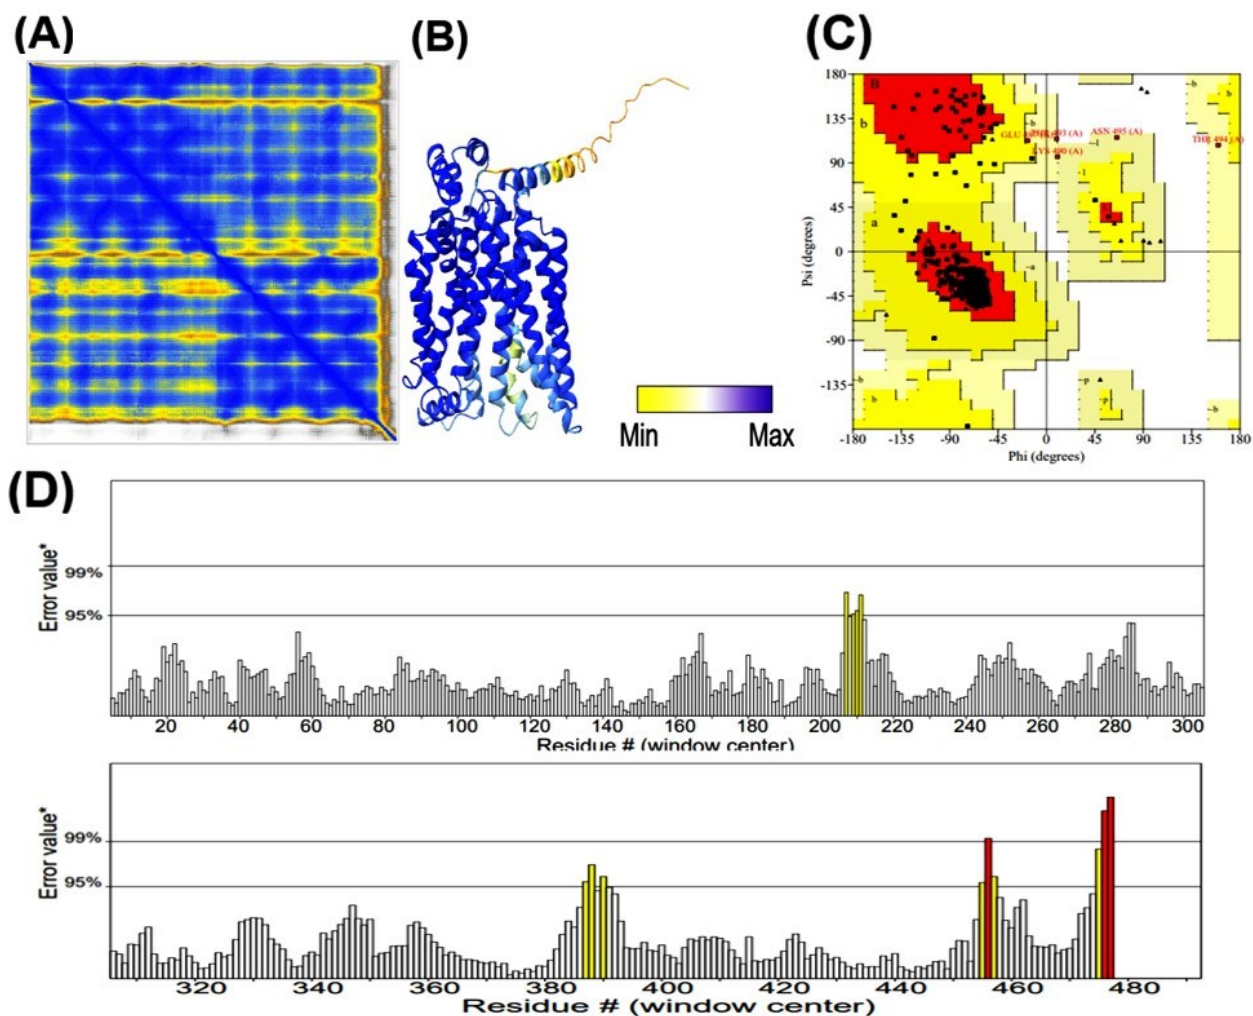 (A)
(B)
Min Max
(C)
180
135
90
45
0
-45
-90
-135
Psi (degrees)
B
b
a
A
ASN 495 (A)
THR 494 (A)
LYS 490 (A)
-180 -135 -90 -45 0 45 90 135 180
Phi (degrees)
(D)
Error value*
99%
95%
20 40 60 80 100 120 140 160 180 200 220 240 260 280 300
Residue # (window center)
Error value*
99%
95%
320 340 360 380 400 420 440 460 480
Residue # (window center)